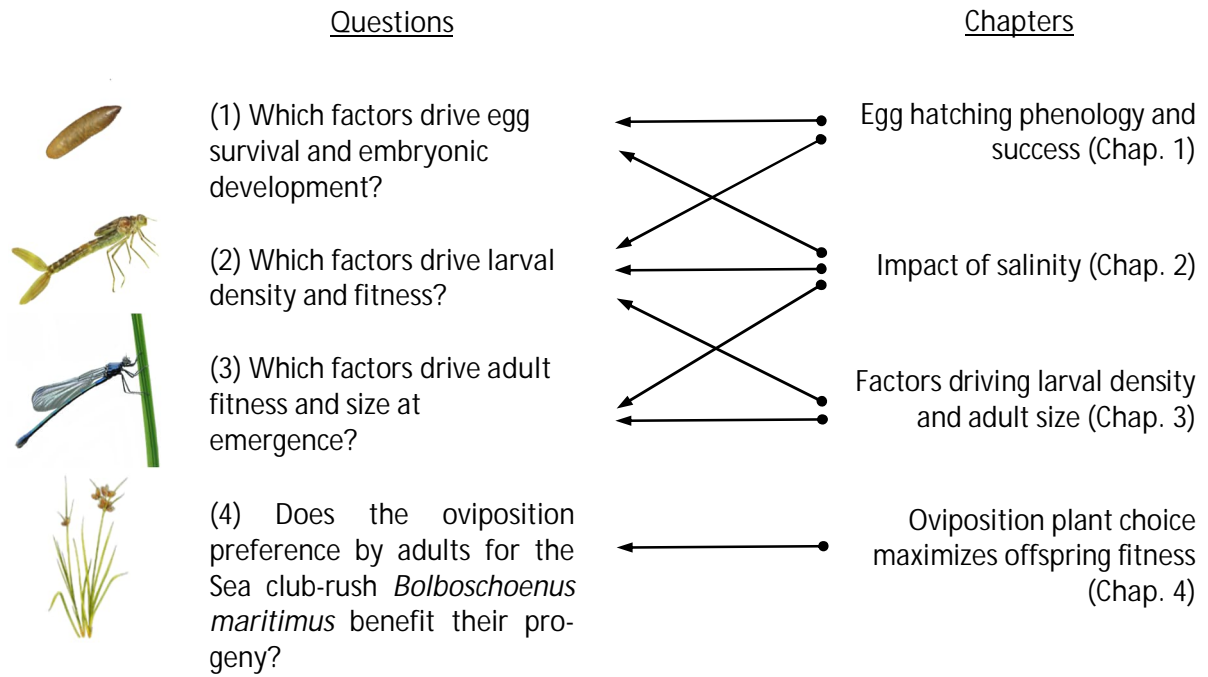 Questions
Chapters
(1) Which factors drive egg
survival and embryonic
development?
Egg hatching phenology and
success (Chap. 1)
(2) Which factors drive larval
density and fitness?
Impact of salinity (Chap. 2)
(3) Which factors drive adult
fitness and size at
emergence?
Factors driving larval density
and adult size (Chap. 3)
(4) Does the oviposition
preference by adults for the
Sea club-rush Bolboschoenus
maritimus benefit their pro-
geny?
Oviposition plant choice
maximizes offspring fitness
(Chap. 4)